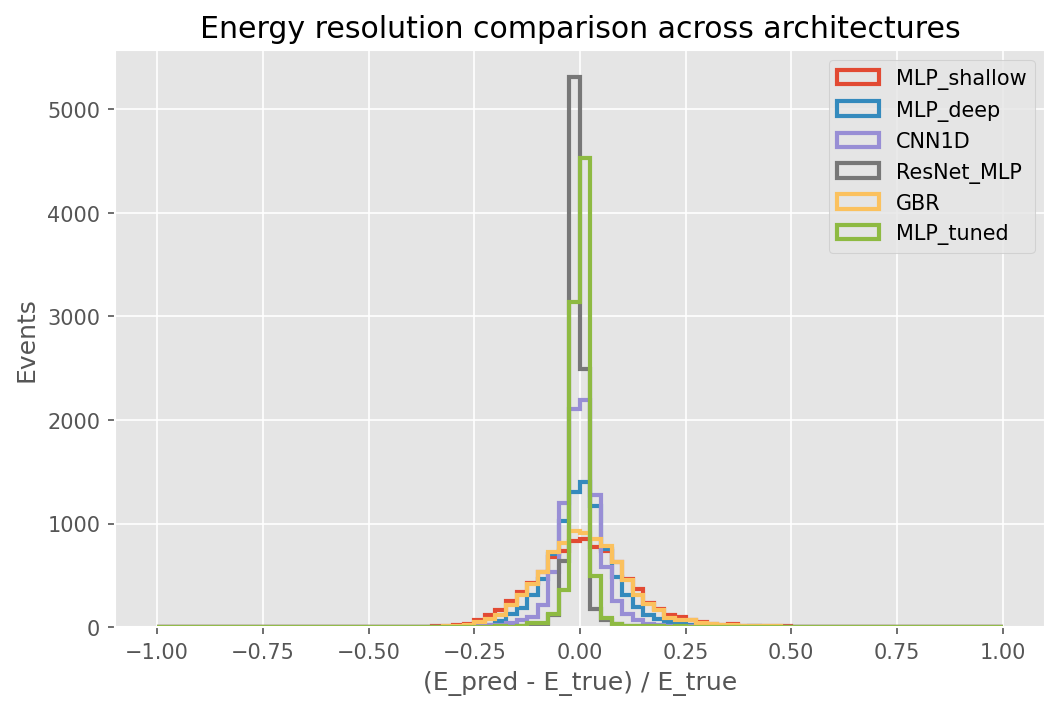 Energy resolution comparison across architectures
MLP_shallow
MLP_deep
CNN1D
ResNet_MLP
GBR
MLP_tuned
Events
5000
4000
3000
2000
1000
0
−1.00 −0.75 −0.50 −0.25 0.00 0.25 0.50 0.75 1.00
(E_pred - E_true) / E_true